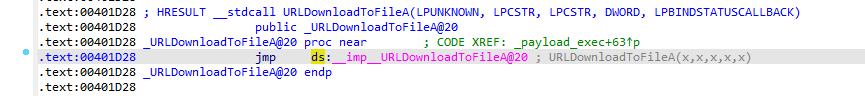 .text:00401D28 ; HRESULT __stdcall URLDownloadToFileA(LPUNKNOWN, LPCSTR, LPCSTR, DWORD, LPBINDSTATUSCALLBACK)
.text:00401D28 public _URLDownloadToFileA@20
.text:00401D28 _URLDownloadToFileA@20 proc near ; CODE XREF: _payload_exec+63↑p
.text:00401D28 jmp ds:__imp__URLDownloadToFileA@20 ; URLDownloadToFileA(x,x,x,x,x)
.text:00401D28 _URLDownloadToFileA@20 endp
.text:00401D28